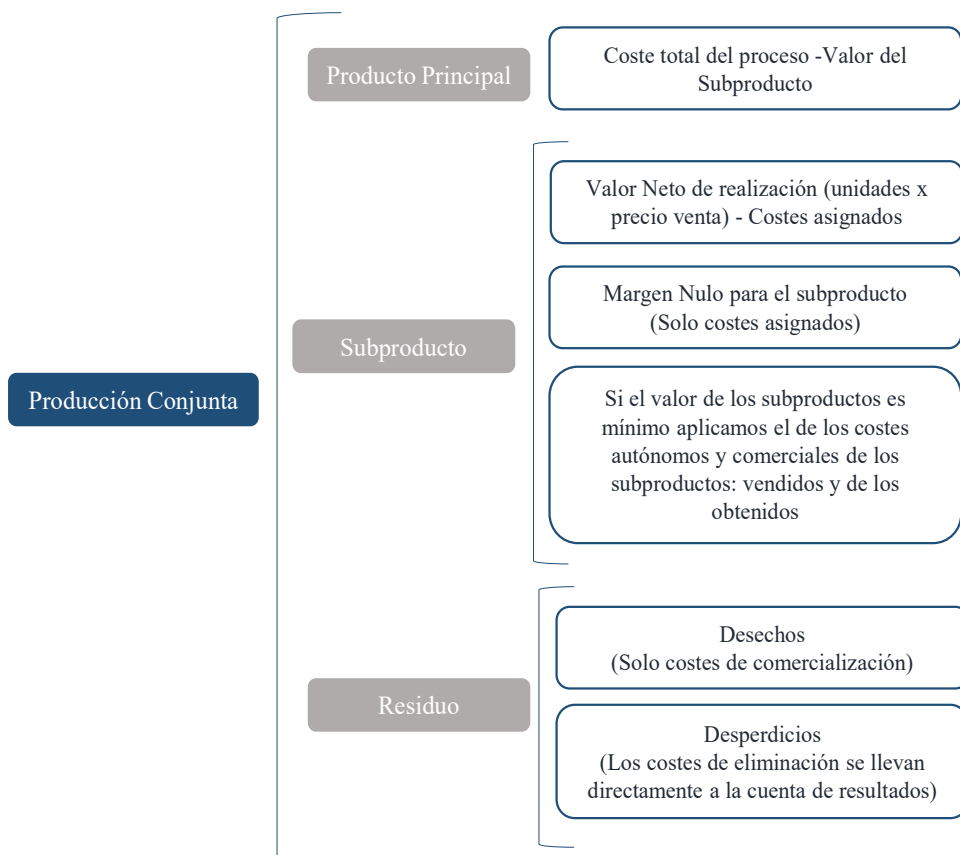 Producción Conjunta
Producto Principal
Coste total del proceso -Valor del
Subproducto
Subproducto
Valor Neto de realización (unidades x
precio venta) - Costes asignados
Margen Nulo para el subproducto
(Solo costes asignados)
Si el valor de los subproductos es
mínimo aplicamos el de los costes
autónomos y comerciales de los
subproductos: vendidos y de los
obtenidos
Residuo
Desechos
(Solo costes de comercialización)
Desperdicios
(Los costes de eliminación se llevan
directamente a la cuenta de resultados)